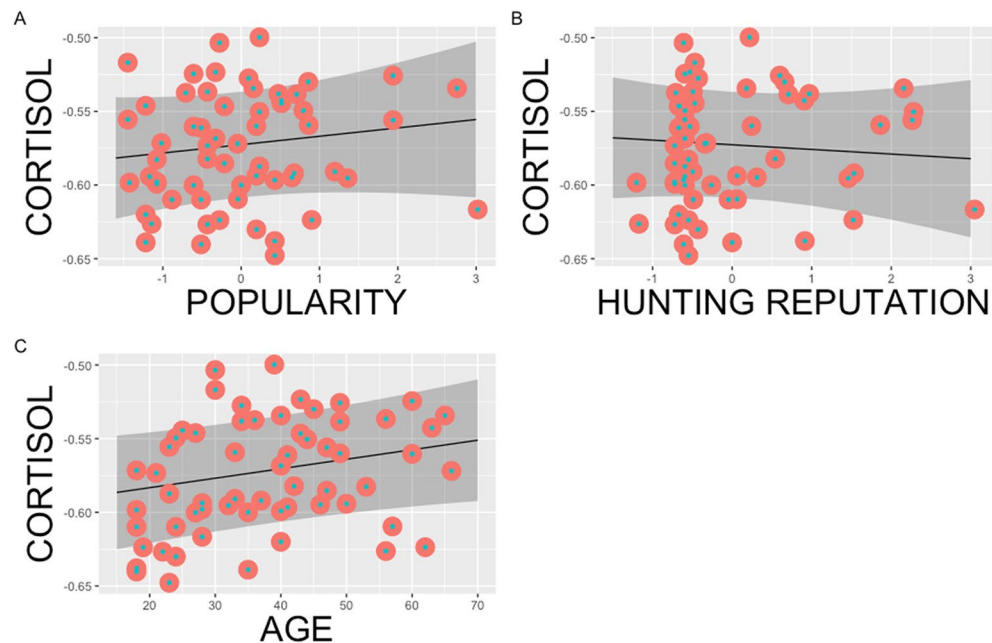 A
B
-0.50
-0.55
-0.60
-0.65
CORTISOL
-1 0 1 2 3
POPULARITY
-0.50
-0.55
-0.60
-0.65
CORTISOL
-1 0 1 2 3
HUNTING REPUTATION
C
-0.50
-0.55
-0.60
-0.65
CORTISOL
20 30 40 50 60 70
AGE